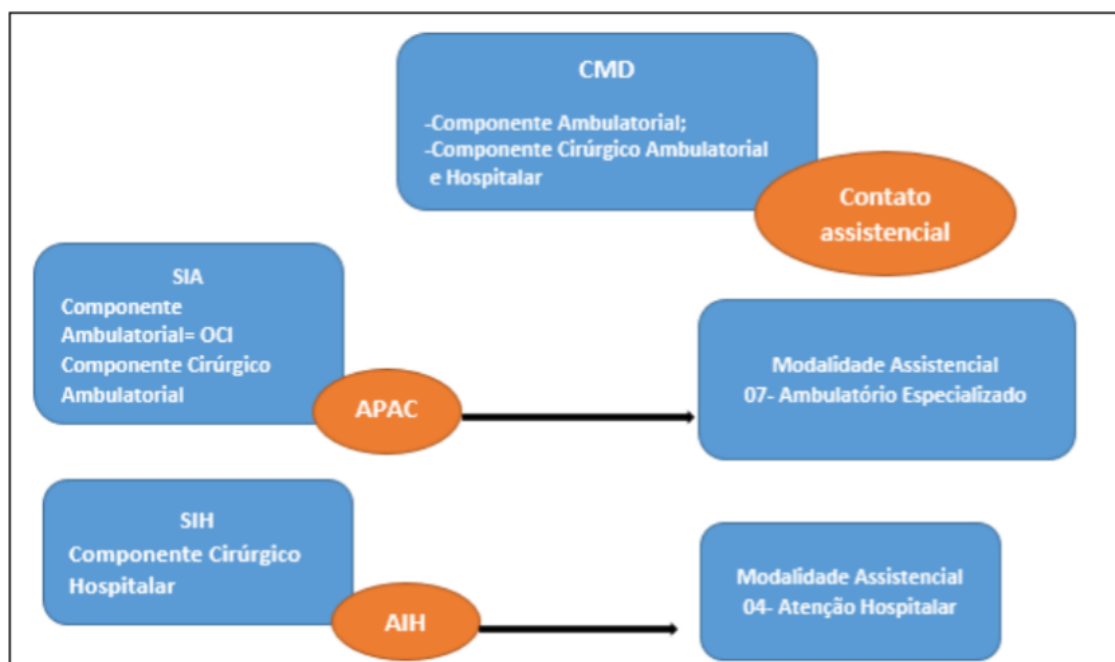 CMD
-Componente Ambulatorial;
-Componente Cirúrgico Ambulatorial
e Hospitalar
Contato
assistencial
SIA
Componente
Ambulatorial= OCI
Componente Cirúrgico
Ambulatorial
APAC
Modalidade Assistencial
07- Ambulatório Especializado
SIH
Componente Cirúrgico
Hospitalar
AIH
Modalidade Assistencial
04- Atenção Hospitalar